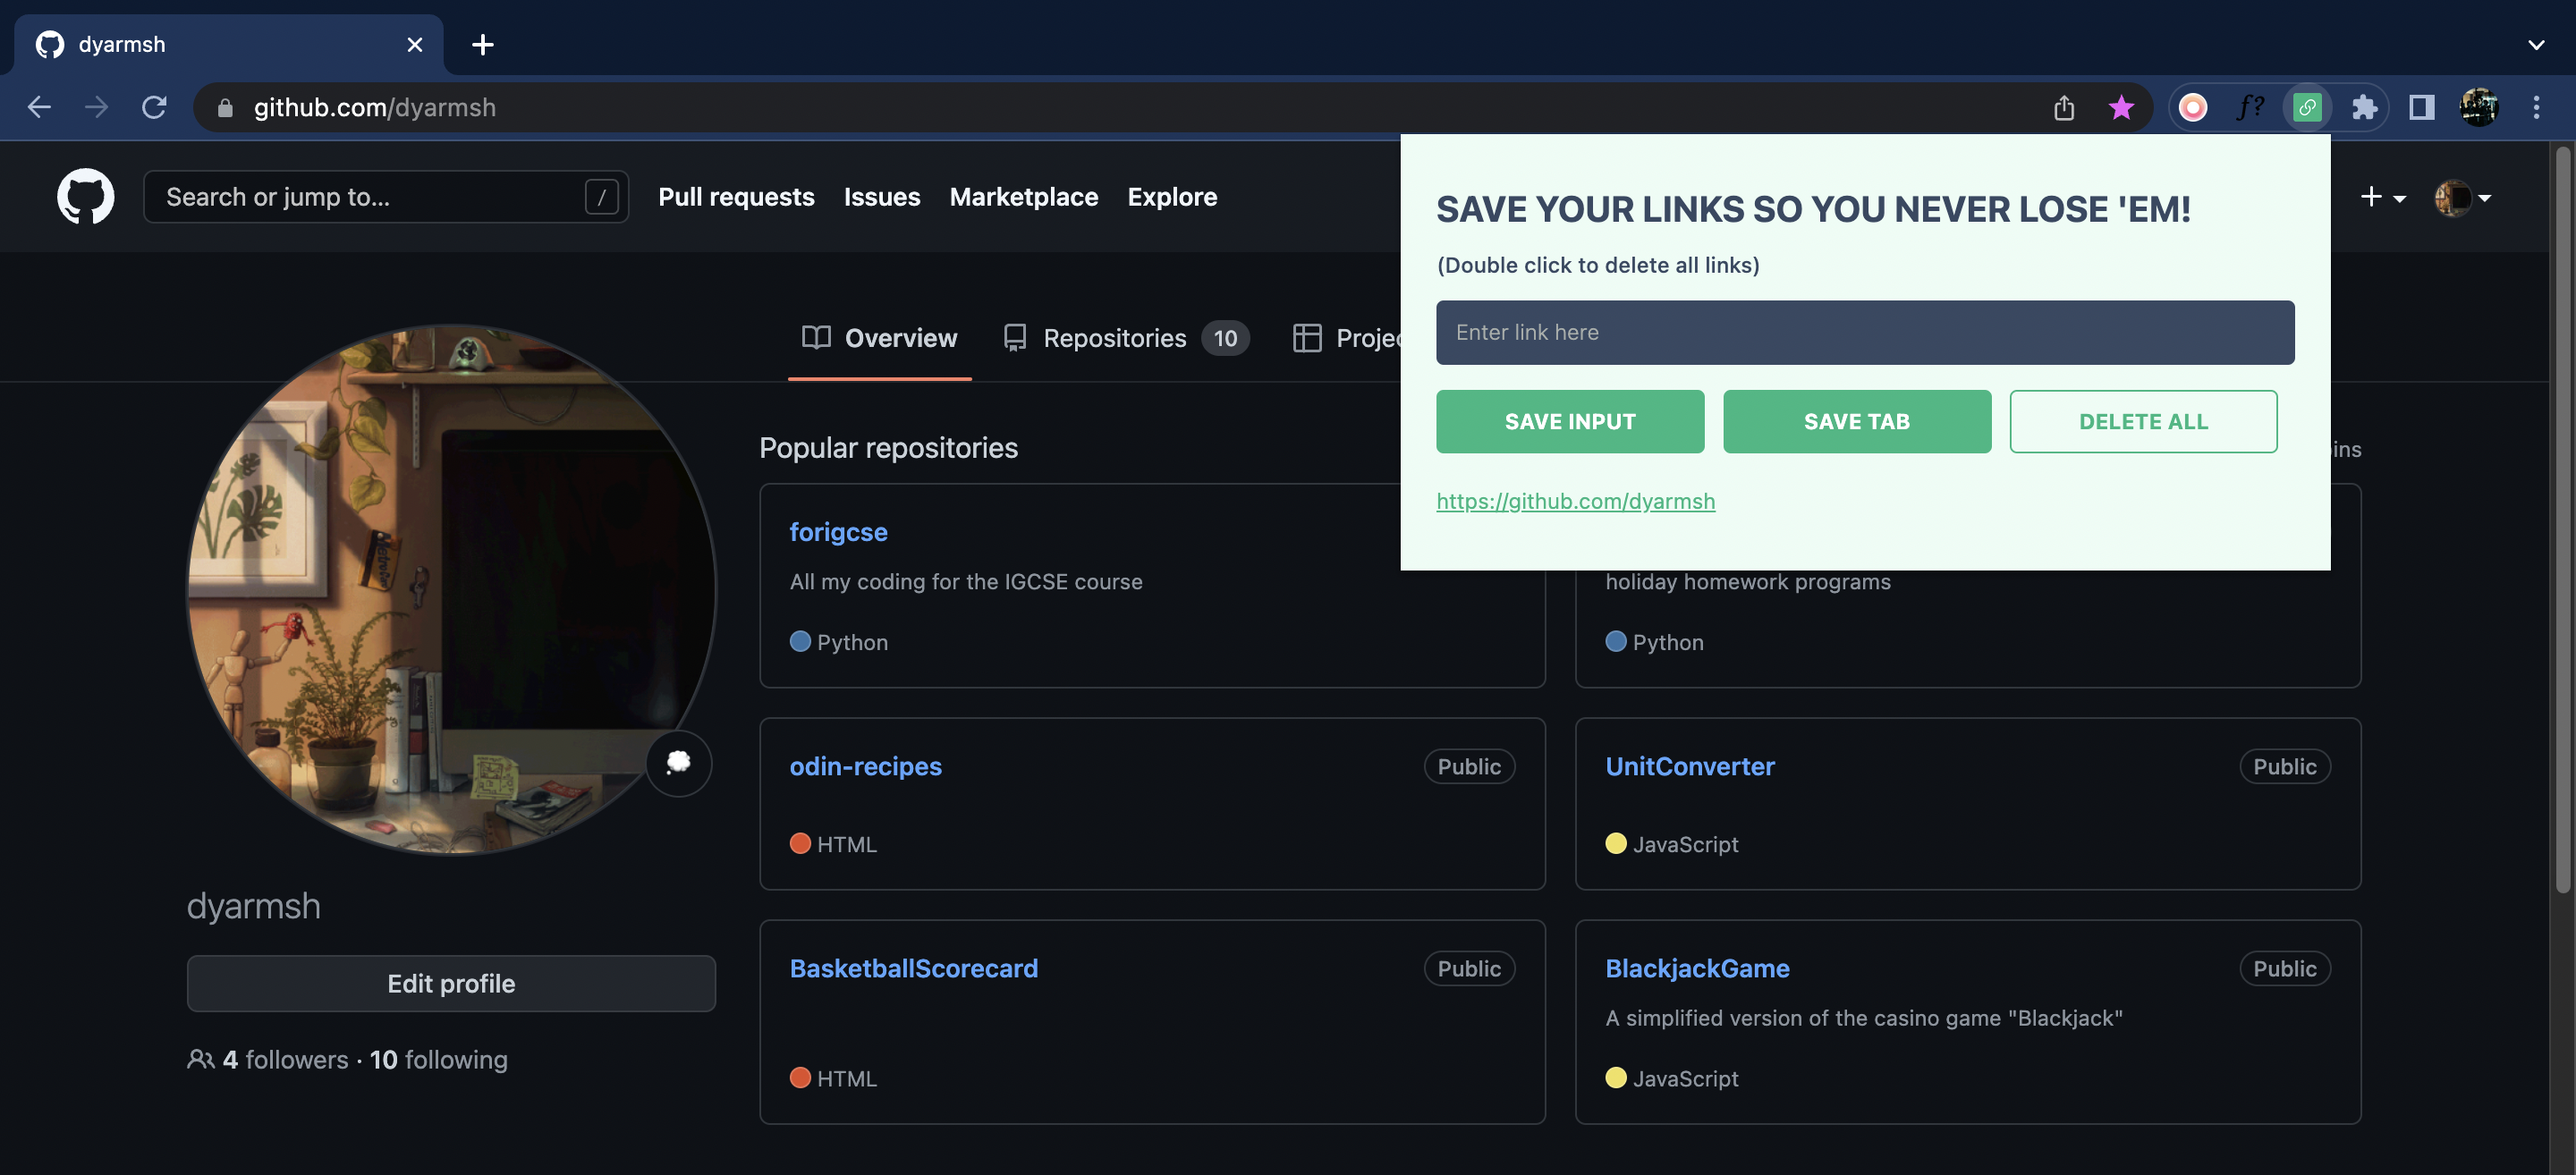 dyarmsh
github.com/dyarmsh
f?
Search or jump to...
/
Pull requests
Issues
Marketplace
Explore
SAVE YOUR LINKS SO YOU NEVER LOSE 'EM!
(Double click to delete all links)
Enter link here
SAVE INPUT
SAVE TAB
DELETE ALL
https://github.com/dyarmsh
Overview
Repositories 10
Projec
Popular repositories
ins
forigcse
All my coding for the IGCSE course
Python
holiday homework programs
Python
odin-recipes
Public
HTML
UnitConverter
Public
JavaScript
BasketballScorecard
Public
HTML
BlackjackGame
Public
A simplified version of the casino game "Blackjack"
JavaScript
dyarmsh
Edit profile
4 followers · 10 following